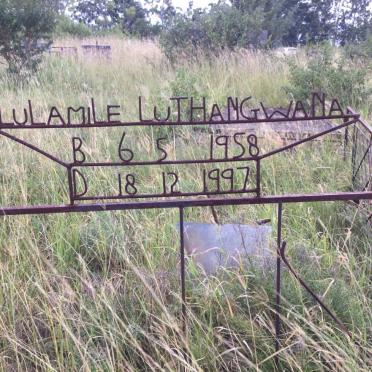 LULAMILE LUTHANGWANA
B 6 5 1958
D 18 12 1997